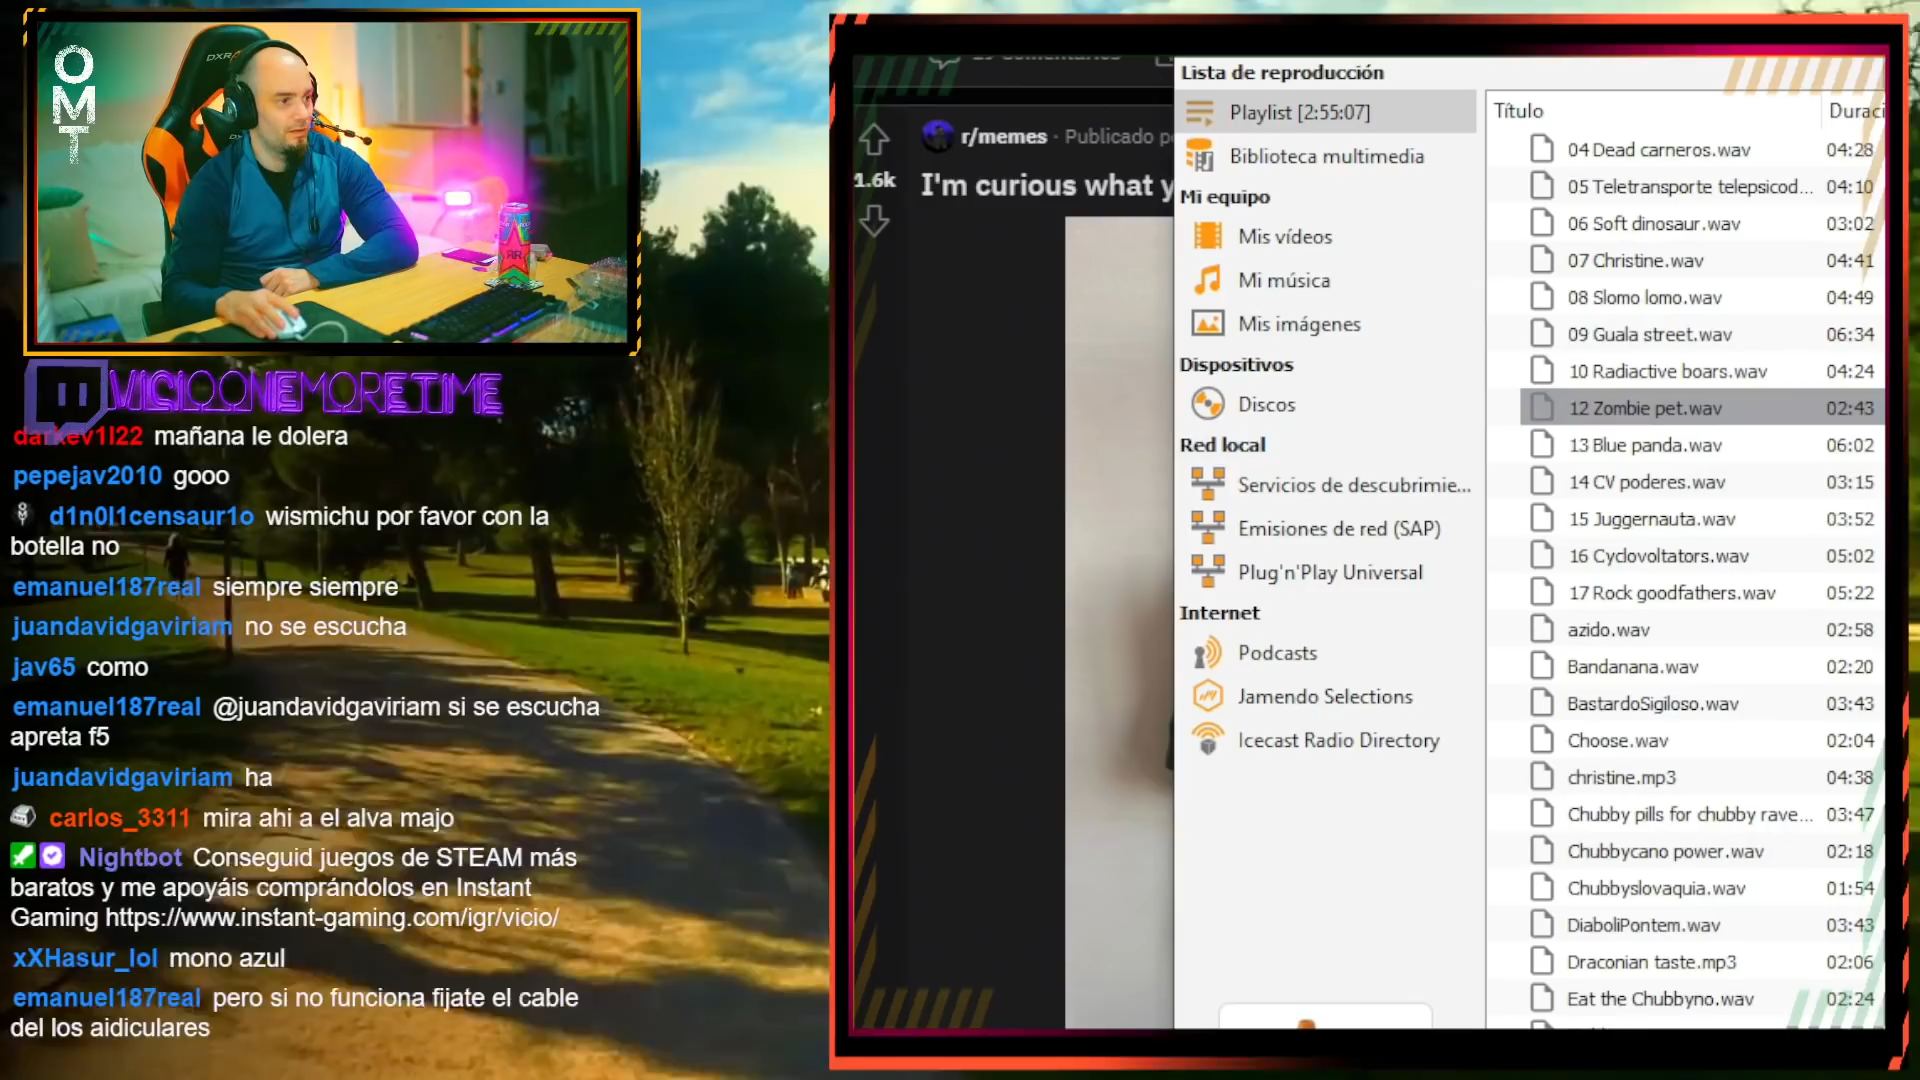 O
M
T
DXR
VICIOONEMORETIME
darkev1l22 mañana le dolera
pepejav2010 gooo
d1n0l1censaur1o wismichu por favor con la
botella no
emanuel187real siempre siempre
juandavidgaviriam no se escucha
jav65 como
emanuel187real @juandavidgaviriam si se escucha
apreta f5
juandavidgaviriam ha
carlos_3311 mira ahi a el alva majo
Nightbot Conseguid juegos de STEAM más
baratos y me apoyáis comprándolos en Instant
Gaming https://www.instant-gaming.com/igr/vicio/
xXHasur_lol mono azul
emanuel187real pero si no funciona fijate el cable
del los aidiculares
r/memes · Publicado
1.6k
I'm curious what y
Lista de reproducción
Playlist [2:55:07]
Biblioteca multimedia
Mi equipo
Mis vídeos
Mi música
Mis imágenes
Dispositivos
Discos
Red local
Servicios de descubrimie...
Emisiones de red (SAP)
Plug'n'Play Universal
Internet
Podcasts
Jamendo Selections
Icecast Radio Directory
Título Duraci
04 Dead carneros.wav 04:28
05 Teletransporte telepsicod... 04:10
06 Soft dinosaur.wav 03:02
07 Christine.wav 04:41
08 Slomo lomo.wav 04:49
09 Guala street.wav 06:34
10 Radiactive boars.wav 04:24
12 Zombie pet.wav 02:43
13 Blue panda.wav 06:02
14 CV poderes.wav 03:15
15 Juggernauta.wav 03:52
16 Cyclovoltators.wav 05:02
17 Rock goodfathers.wav 05:22
azido.wav 02:58
Bandanana.wav 02:20
BastardoSigiloso.wav 03:43
Choose.wav 02:04
christine.mp3 04:38
Chubby pills for chubby rave... 03:47
Chubbycano power.wav 02:18
Chubbyslovaquia.wav 01:54
DiaboliPontem.wav 03:43
Draconian taste.mp3 02:06
Eat the Chubbyno.wav 02:24